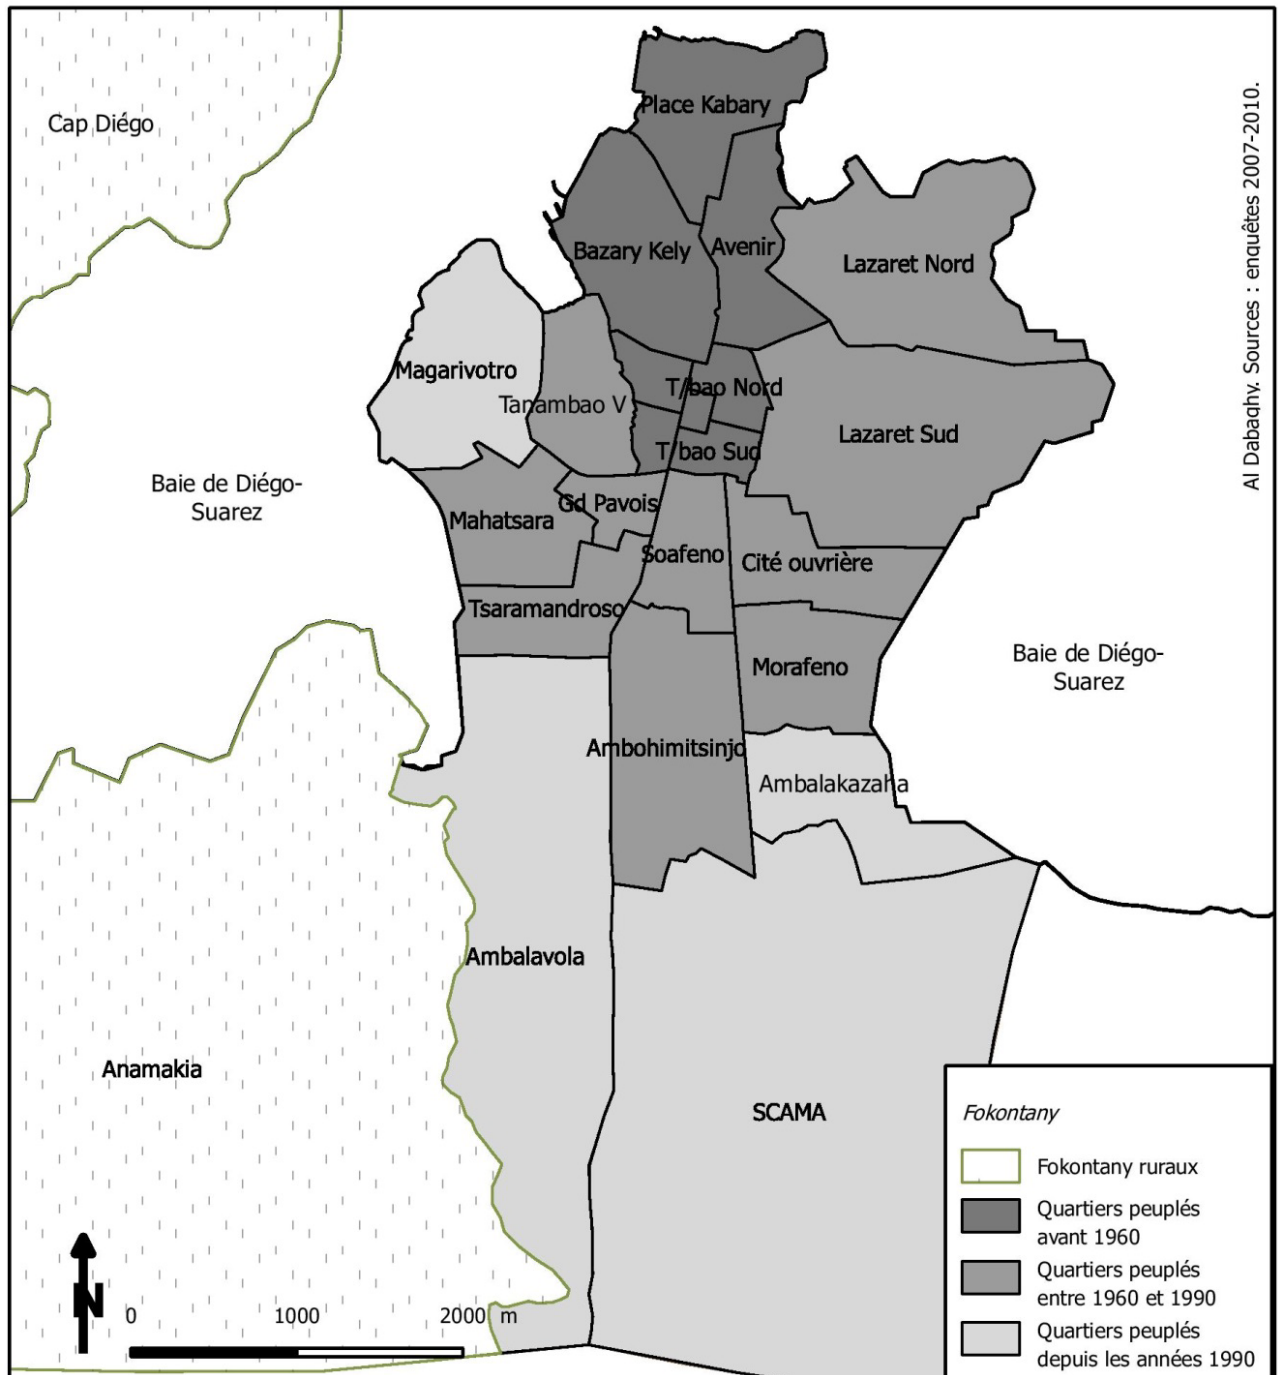 Place Kabary
Cap Diégo
Al Dabaghy. Sources : enquêtes 2007-2010.
Bazary Kely
Avenir
Lazaret Nord
Magarivotro
Tanambao V
T/bao Nord
Lazaret Sud
T/bao Sud
Baie de Diégo-
Suarez
Gd Pavois
Mahatsara
Soafeno
Cité ouvrière
Tsaramandroso
Baie de Diégo-
Suarez
Morafeno
Ambohimitsinjo
Ambalakazaha
Ambalavola
Anamakia
SCAMA
Fokontany
Fokontany ruraux
Quartiers peuplés
avant 1960
Quartiers peuplés
entre 1960 et 1990
Quartiers peuplés
depuis les années 1990
N
0 1000 2000 m